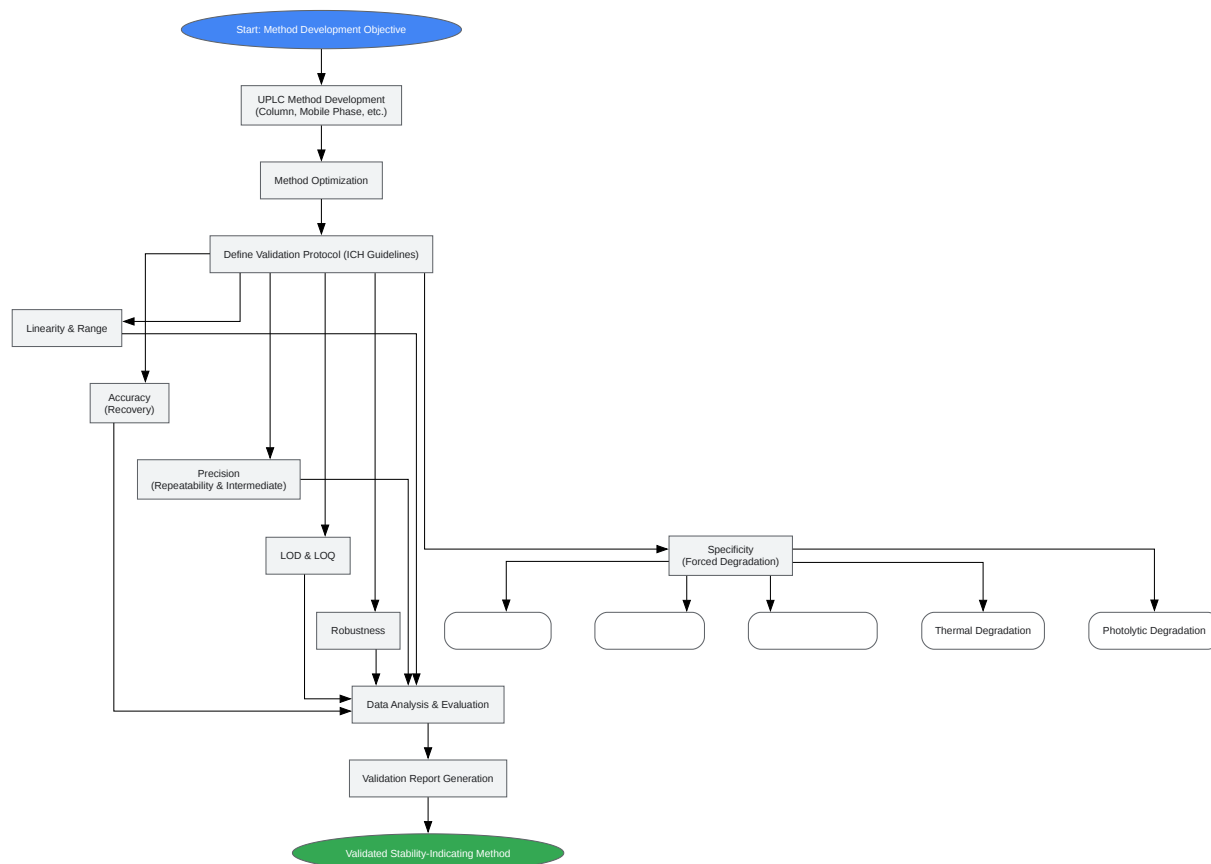 Start: Method Development Objective
UPLC Method Development
(Column, Mobile Phase, etc.)
Method Optimization
Define Validation Protocol (ICH Guidelines)
Linearity & Range
Accuracy
(Recovery)
Precision
(Repeatability & Intermediate)
LOD & LOQ
Specificity
(Forced Degradation)
Robustness
Thermal Degradation
Photolytic Degradation
Data Analysis & Evaluation
Validation Report Generation
Validated Stability-Indicating Method